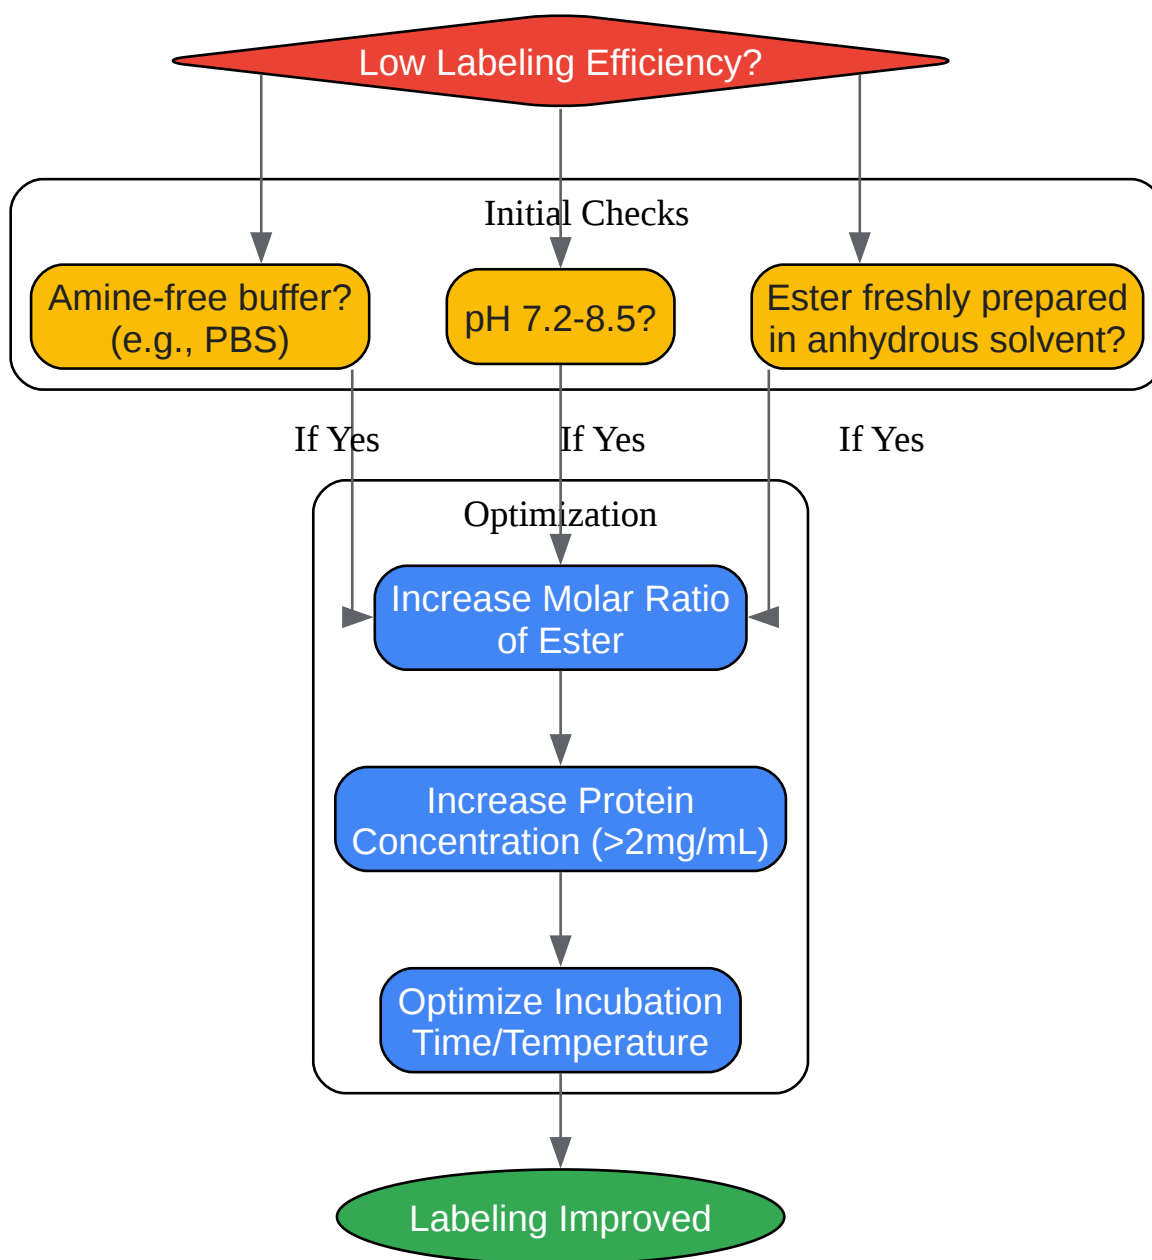 Low Labeling Efficiency?
Initial Checks
Amine-free buffer?
(e.g., PBS)
pH 7.2-8.5?
Ester freshly prepared
in anhydrous solvent?
If Yes
If Yes
If Yes
Optimization
Increase Molar Ratio
of Ester
Increase Protein
Concentration (>2mg/mL)
Optimize Incubation
Time/Temperature
Labeling Improved